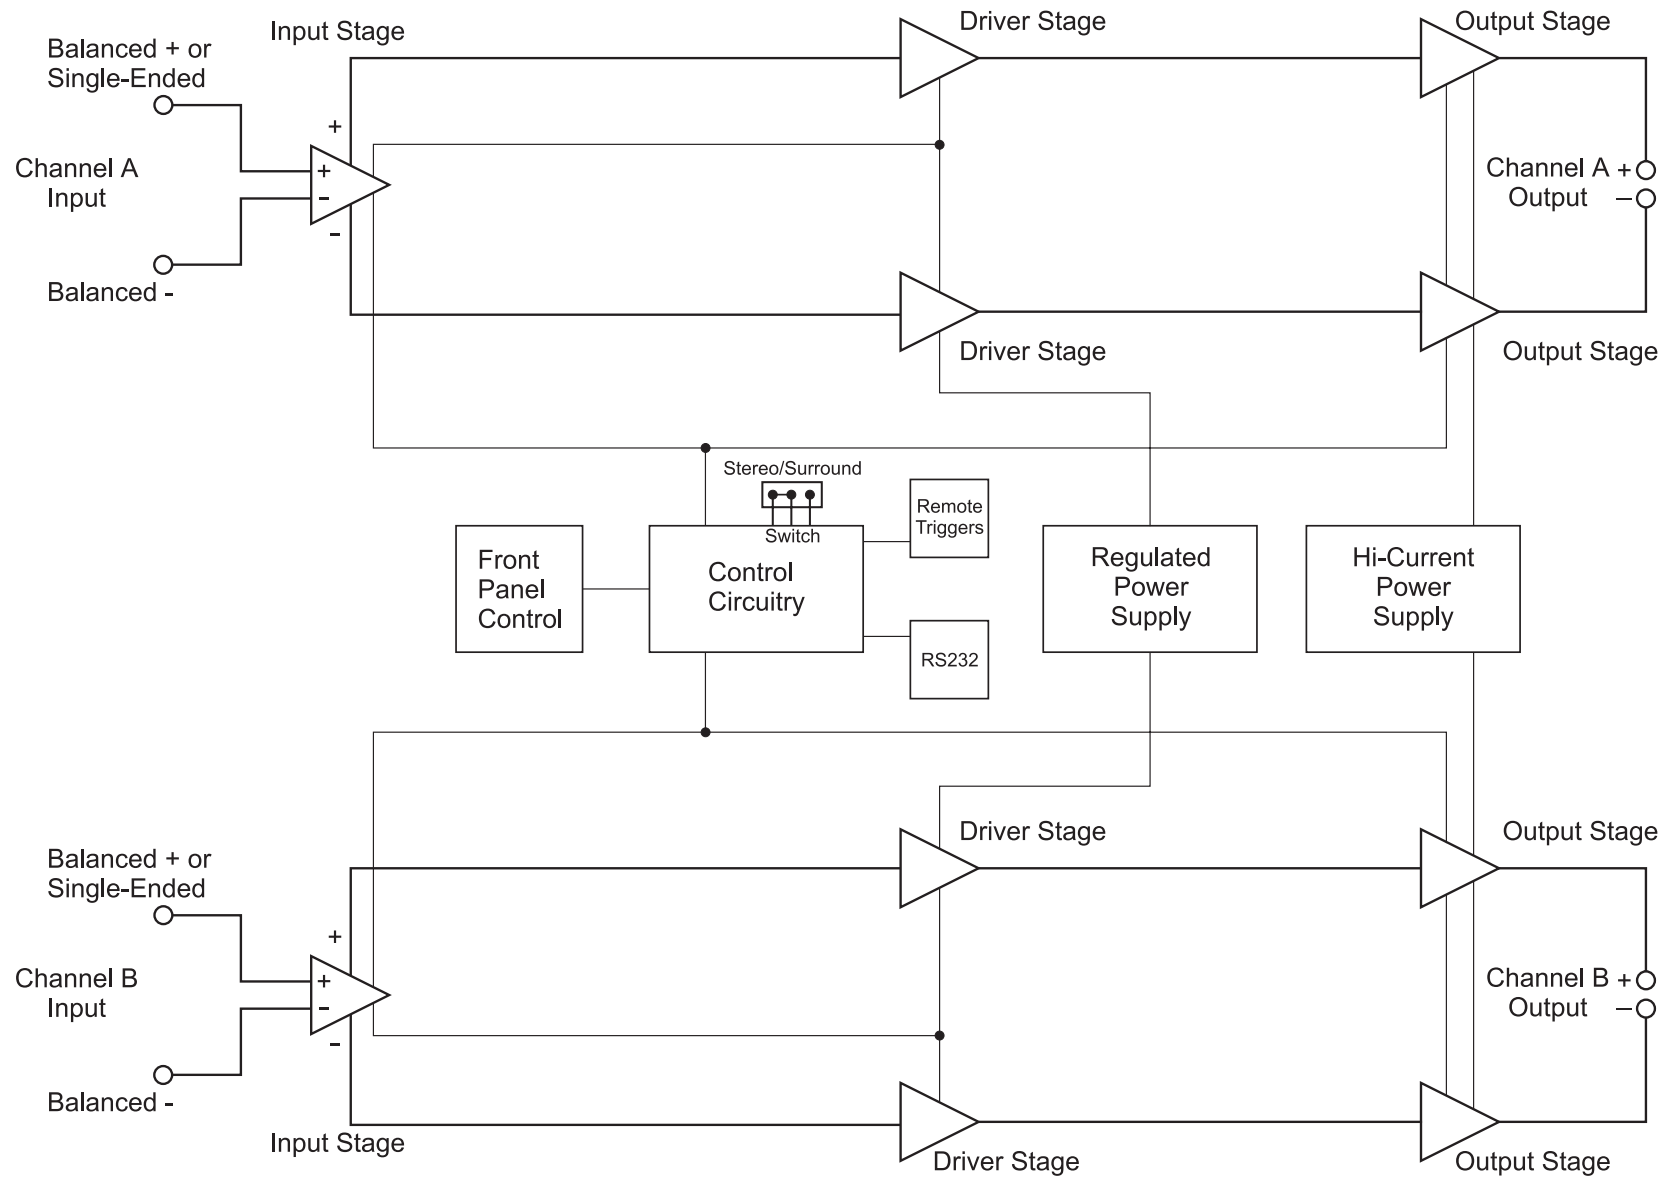 Input Stage
Driver Stage
Output Stage
Balanced + or
Single-Ended
+
Channel A
Input
+
-
-
Balanced -
Channel A +
Output –
Driver Stage
Output Stage
Stereo/Surround
Switch
Remote
Triggers
Front
Panel
Control
Control
Circuitry
RS232
Regulated
Power
Supply
Hi-Current
Power
Supply
Driver Stage
Output Stage
Balanced + or
Single-Ended
+
Channel B
Input
+
-
-
Balanced -
Channel B +
Output –
Input Stage
Driver Stage
Output Stage